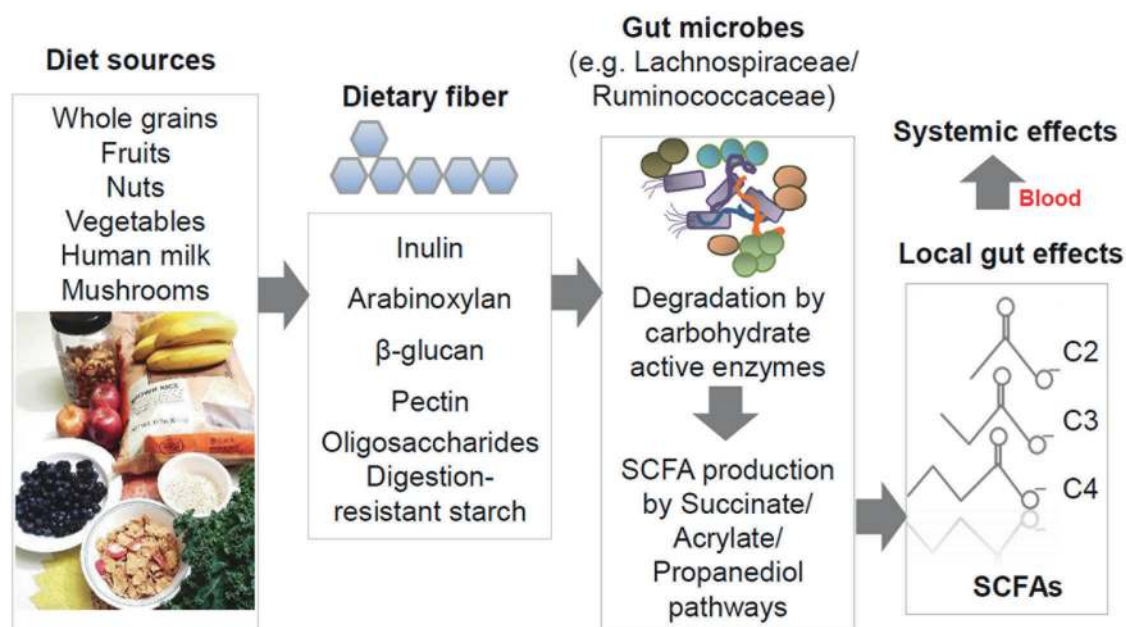 Diet sources
Whole grains
Fruits
Nuts
Vegetables
Human milk
Mushrooms
Dietary fiber
Inulin
Arabinoxylan
β-glucan
Pectin
Oligosaccharides
Digestion-
resistant starch
Gut microbes
(e.g. Lachnospiraceae/
Ruminococcaceae)
Degradation by
carbohydrate
active enzymes
SCFA production
by Succinate/
Acrylate/
Propanediol
pathways
Systemic effects
Blood
Local gut effects
O
O−
C2
O
O−
C3
O
O−
C4
SCFAs